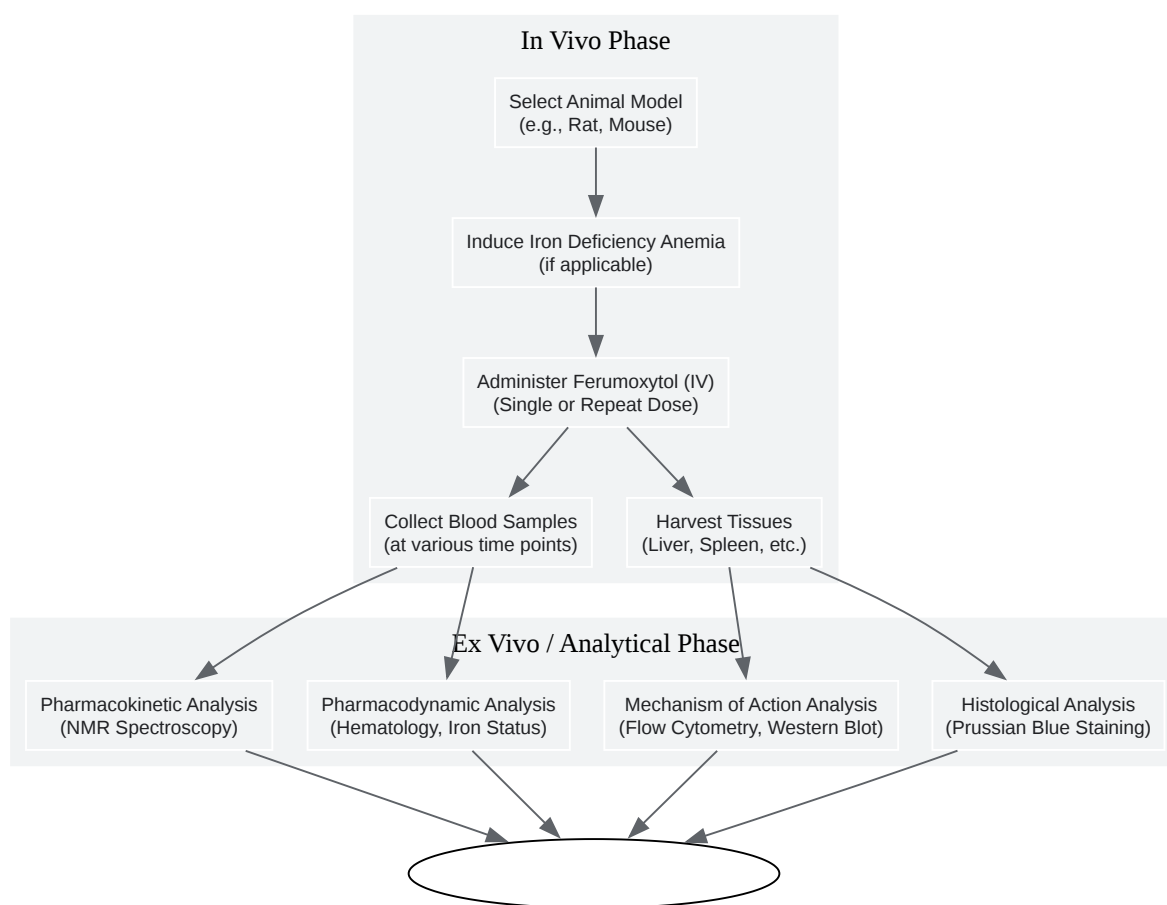 In Vivo Phase
Select Animal Model
(e.g., Rat, Mouse)
Induce Iron Deficiency Anemia
(if applicable)
Administer Ferumoxytol (IV)
(Single or Repeat Dose)
Collect Blood Samples
(at various time points)
Harvest Tissues
(Liver, Spleen, etc.)
Ex Vivo / Analytical Phase
Pharmacokinetic Analysis
(NMR Spectroscopy)
Pharmacodynamic Analysis
(Hematology, Iron Status)
Mechanism of Action Analysis
(Flow Cytometry, Western Blot)
Histological Analysis
(Prussian Blue Staining)